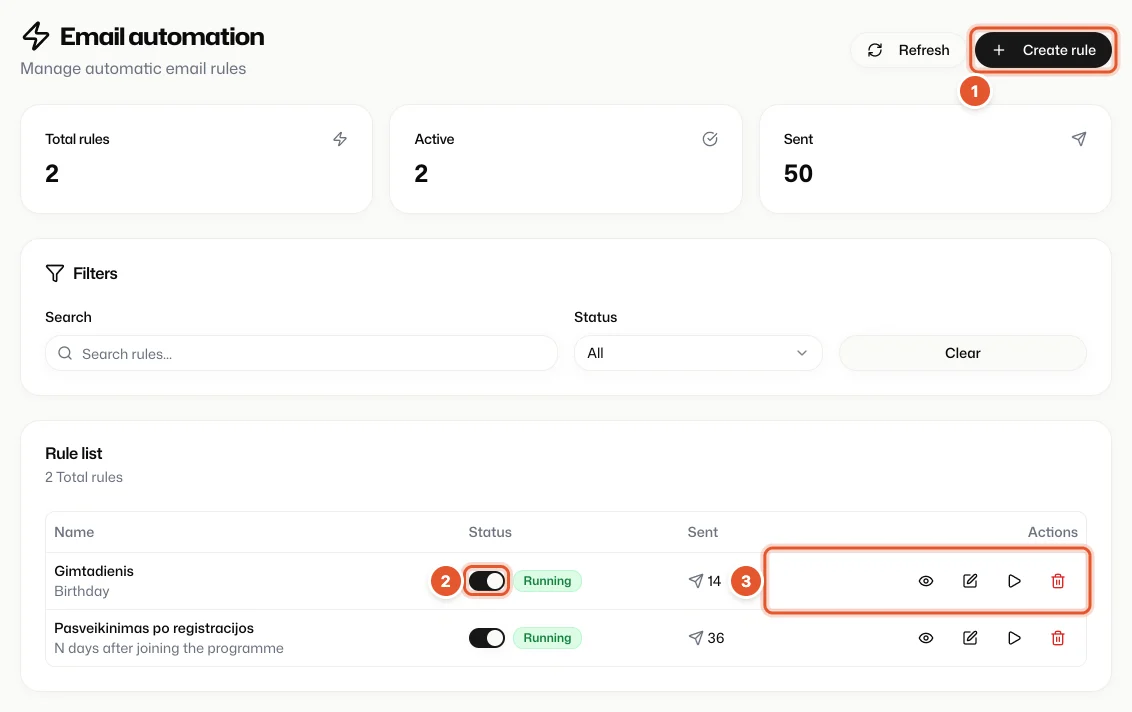 Email automation
Manage automatic email rules
Refresh
Create rule
1
Total rules
2
Active
2
Sent
50
Filters
Search
Search rules...
Status
All
Clear
Rule list
2 Total rules
Name Status Sent Actions
Gimtadienis
Birthday
2 Running 14 3
Pasveikinimas po registracijos
N days after joining the programme
Running 36